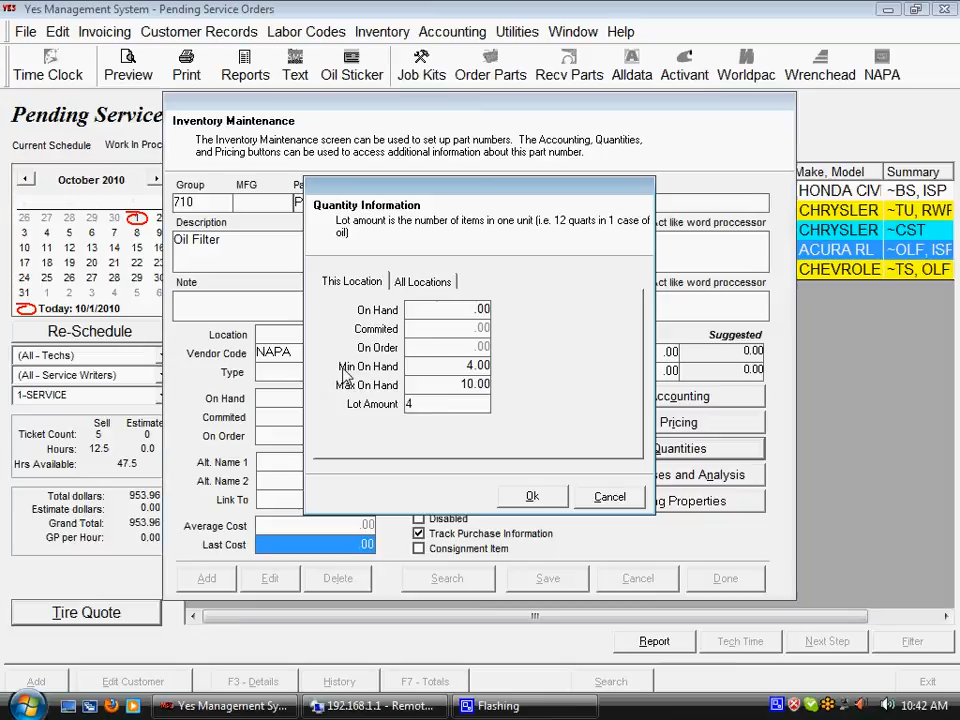 YES Yes Management System - Pending Service Orders
File Edit Invoicing Customer Records Labor Codes Inventory Accounting Utilities Window Help
Time Clock Preview Print Reports Text Oil Sticker Job Kits Order Parts Recv Parts Alldata Activant Worldpac Wrenchead NAPA
Pending Service
Current Schedule Work In Proc
October 2010
26 27 28 29 30 1 2
3 4 5 6 7 8 9
10 11 12 13 14 15 16
17 18 19 20 21 22 23
24 25 26 27 28 29 30
31 1 2 3 4 5 6
Today: 10/1/2010
Re-Schedule
(All - Techs)
(All - Service Writers)
1-SERVICE
Sell Estimate
Ticket Count: 5 0
Hours: 12.5 0.0
Hrs Available: 47.5
Total dollars: 953.96
Estimate dollars: 0.00
Grand Total: 953.96
GP per Hour: 0.00
Tire Quote
Inventory Maintenance
The Inventory Maintenance screen can be used to set up part numbers. The Accounting, Quantities,
and Pricing buttons can be used to access additional information about this part number.
Group MFG Pa
710 P
Description
Act like word proccessor
Oil Filter
Note
Act like word proccessor
Location
Suggested
Vendor Code NAPA
.00 0.00
Type
.00 0.00
On Hand
Commited
On Order
Alt. Name 1
Alt. Name 2
Link To
Average Cost .00
Last Cost .00
ccounting
Pricing
Quantities
es and Analysis
g Properties
Disabled
Track Purchase Information
Consignment Item
Add Edit Delete Search Save Cancel Done
Quantity Information
Lot amount is the number of items in one unit (i.e. 12 quarts in 1 case of
oil)
This Location All Locations
On Hand .00
Commited .00
On Order .00
Min On Hand 4.00
Max On Hand 10.00
Lot Amount 4
Ok Cancel
Make, Model Summary
HONDA CIV ~BS, ISP
CHRYSLER ~TU, RWF
CHRYSLER ~CST
ACURA RL ~OLF, ISF
CHEVROLE ~TS, OLF
Report Tech Time Next Step Filter
Add Edit Customer F3 - Details History F7 - Totals Search Exit
Yes Management Sy... 192.168.1.1 - Remot... Flashing 10:42 AM